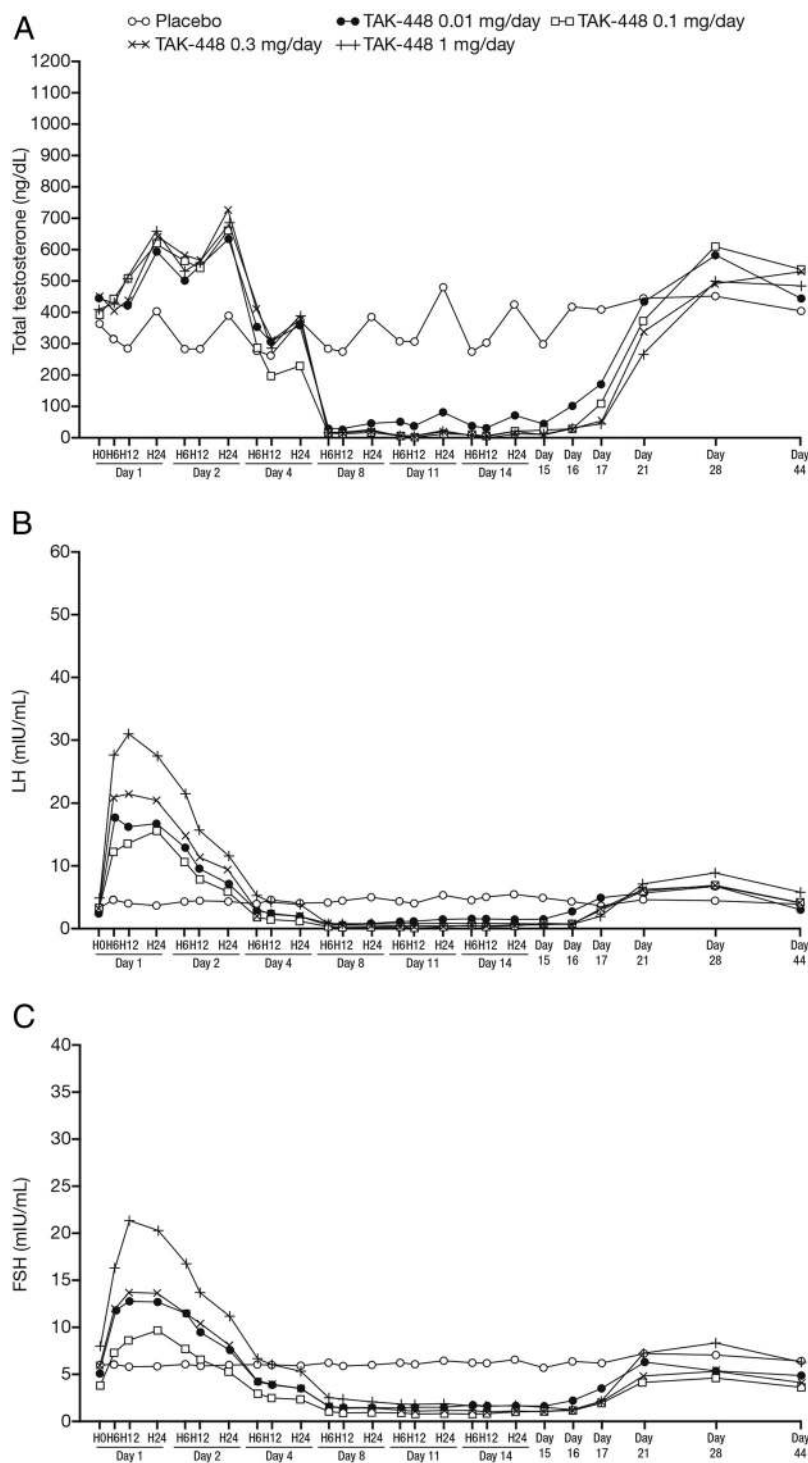 A
Placebo TAK-448 0.01 mg/day TAK-448 0.1 mg/day
TAK-448 0.3 mg/day TAK-448 1 mg/day
Total testosterone (ng/dL)
1200
1100
1000
900
800
700
600
500
400
300
200
100
0
H0 H6 H12 H24 H6 H12 H24 H6 H12 H24 H6 H12 H24 H6 H12 H24 H6 H12 H24 Day Day Day Day Day Day
Day 1 Day 2 Day 4 Day 8 Day 11 Day 14 15 16 17 21 28 44
B
LH (mIU/mL)
60
50
40
30
20
10
0
H0 H6 H12 H24 H6 H12 H24 H6 H12 H24 H6 H12 H24 H6 H12 H24 H6 H12 H24 Day Day Day Day Day Day
Day 1 Day 2 Day 4 Day 8 Day 11 Day 14 15 16 17 21 28 44
C
FSH (mIU/mL)
40
35
30
25
20
15
10
5
0
H0 H6 H12 H24 H6 H12 H24 H6 H12 H24 H6 H12 H24 H6 H12 H24 H6 H12 H24 Day Day Day Day Day Day
Day 1 Day 2 Day 4 Day 8 Day 11 Day 14 15 16 17 21 28 44